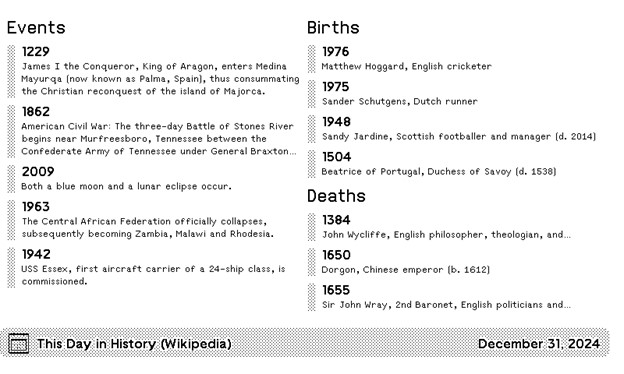 Events
1229
James I the Conqueror, King of Aragon, enters Medina
Mayurqa (now known as Palma, Spain), thus consummating
the Christian reconquest of the island of Majorca.
1862
American Civil War: The three-day Battle of Stones River
begins near Murfreesboro, Tennessee between the
Confederate Army of Tennessee under General Braxton...
2009
Both a blue moon and a lunar eclipse occur.
1963
The Central African Federation officially collapses,
subsequently becoming Zambia, Malawi and Rhodesia.
1942
USS Essex, first aircraft carrier of a 24-ship class, is
commissioned.
Births
1976
Matthew Hoggard, English cricketer
1975
Sander Schutgens, Dutch runner
1948
Sandy Jardine, Scottish footballer and manager (d. 2014)
1504
Beatrice of Portugal, Duchess of Savoy (d. 1538)
Deaths
1384
John Wycliffe, English philosopher, theologian, and...
1650
Dorgon, Chinese emperor (b. 1612)
1655
Sir John Wray, 2nd Baronet, English politicians and...
This Day in History (Wikipedia)
December 31, 2024